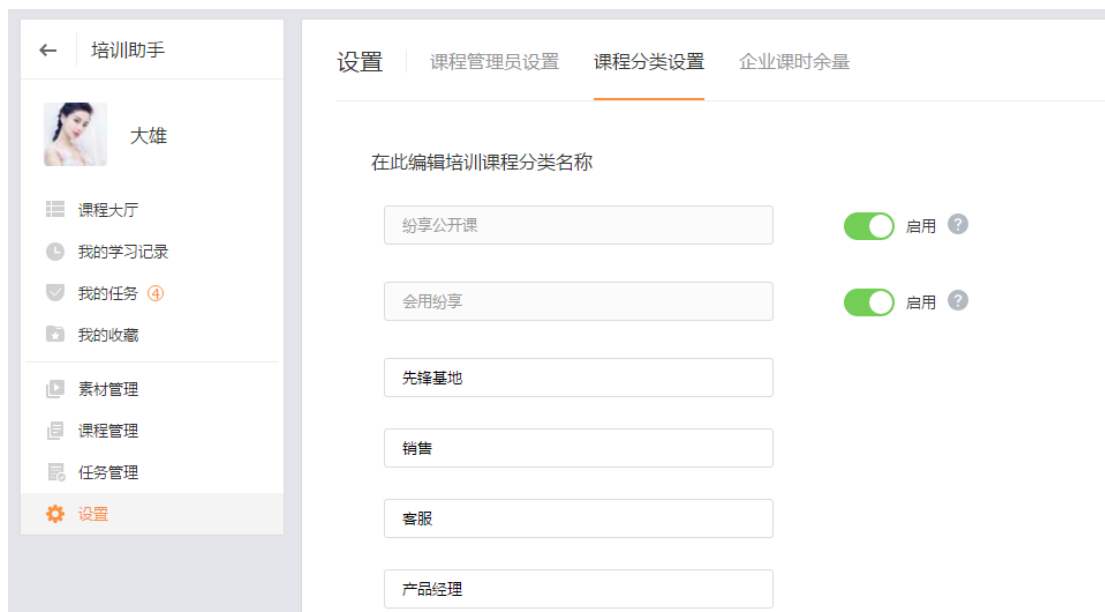 培训助手
大雄
课程大厅
我的学习记录
我的任务 ④
我的收藏
素材管理
课程管理
任务管理
设置
设置 课程管理员设置 课程分类设置 企业课时余量
在此编辑培训课程分类名称
纷享公开课 启用 ?
会用纷享 启用 ?
先锋基地
销售
客服
产品经理